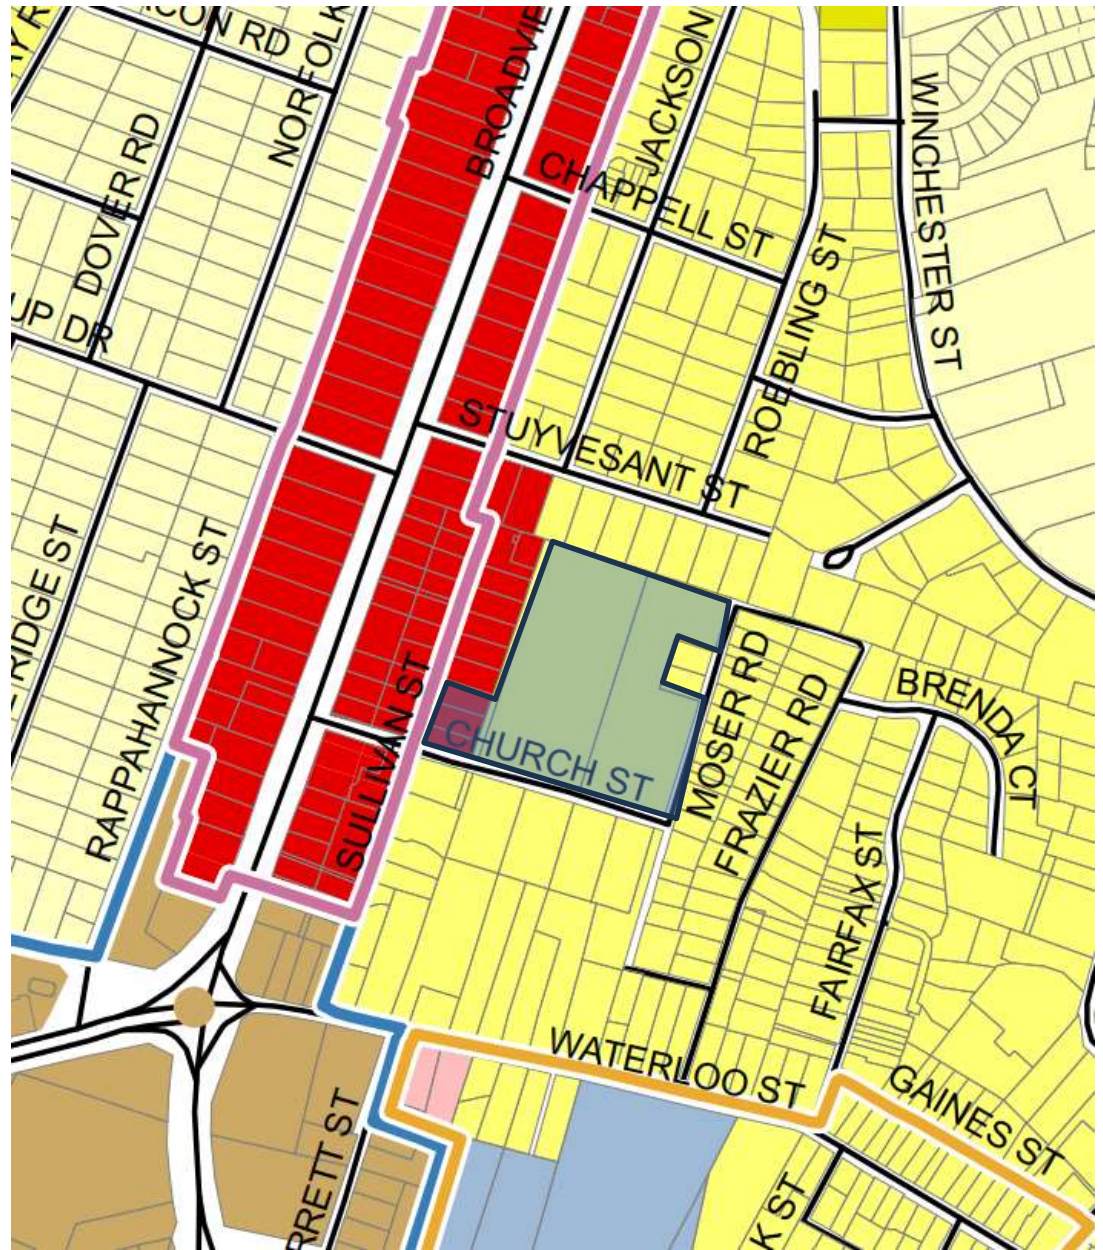 CON RD
NORFOLK
BROADVIE
JACKSON
WINCHESTER ST
DOVER RD
CHAPPELL ST
ROEBLING ST
UP DR
STUYVESANT ST
RIDGE ST
RAPPAHANNOCK ST
SULLIVAN ST
CHURCH ST
MOSER RD
FRAZIER RD
BRENDA CT
FAIRFAX ST
WATERLOO ST
GAINES ST
RRETT ST
K ST